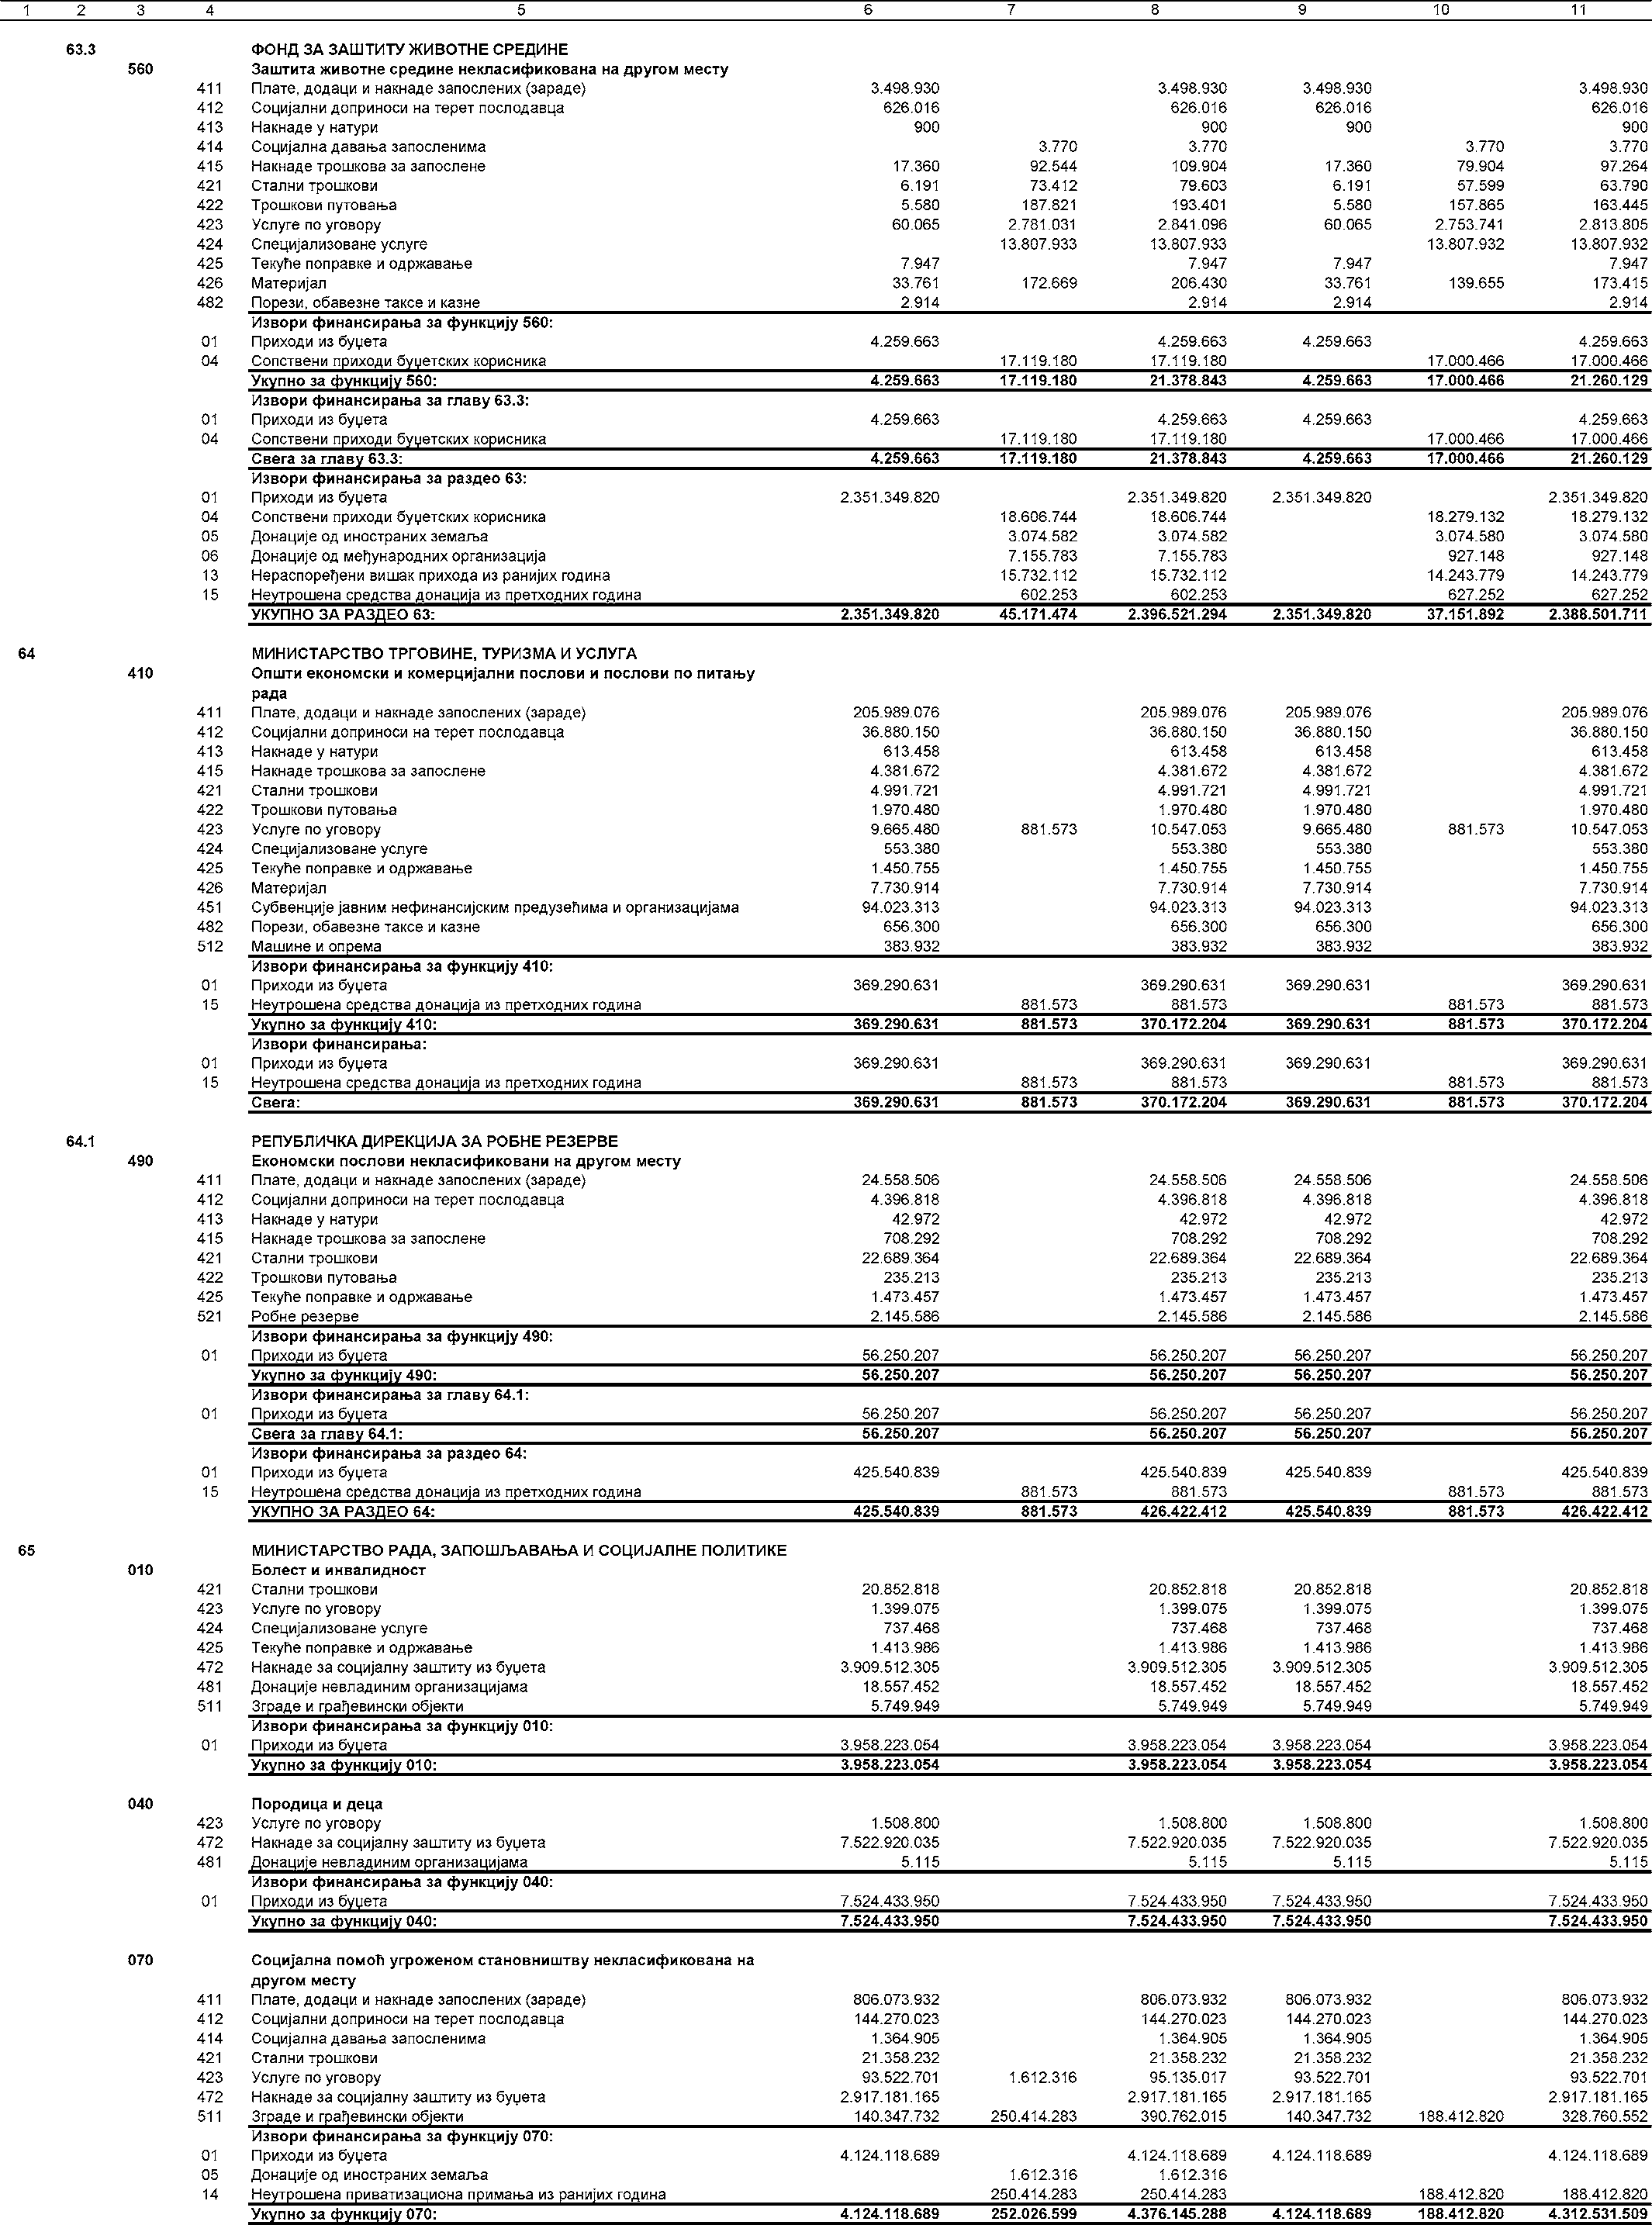 1 2 3 4 5 6 7 8 9 10 11
63.3 ФОНД ЗА ЗАШТИТУ ЖИВОТНЕ СРЕДИНЕ
560 Заштита животне средине некласификована на другом месту
411 Плате, додаци и накнаде запослених (зараде) 3.498.930 3.498.930 3.498.930 3.498.930
412 Социјални доприноси на терет послодавца 626.016 626.016 626.016 626.016
413 Накнаде у натури 900 900 900 900
414 Социјална давања запосленима 3.770 3.770 3.770 3.770
415 Накнаде трошкова за запослене 17.360 92.544 109.904 17.360 79.904 97.264
421 Стални трошкови 6.191 73.412 79.603 6.191 57.599 63.790
422 Трошкови путовања 5.580 187.821 193.401 5.580 157.865 163.445
423 Услуге по уговору 60.065 2.781.031 2.841.096 60.065 2.753.741 2.813.805
424 Специјализоване услуге 13.807.933 13.807.933 13.807.932 13.807.932
425 Текуће поправке и одржавање 7.947 7.947 7.947 7.947
426 Материјал 33.761 172.669 206.430 33.761 139.655 173.415
482 Порези, обавезне таксе и казне 2.914 2.914 2.914 2.914
Извори финансирања за функцију 560:
01 Приходи из буџета 4.259.663 4.259.663 4.259.663 4.259.663
04 Сопствени приходи буџетских корисника 17.119.180 17.119.180 17.000.466 17.000.466
Укупно за функцију 560: 4.259.663 17.119.180 21.378.843 4.259.663 17.000.466 21.260.129
Извори финансирања за главу 63.3:
01 Приходи из буџета 4.259.663 4.259.663 4.259.663 4.259.663
04 Сопствени приходи буџетских корисника 17.119.180 17.119.180 17.000.466 17.000.466
Свега за главу 63.3: 4.259.663 17.119.180 21.378.843 4.259.663 17.000.466 21.260.129
Извори финансирања за раздео 63:
01 Приходи из буџета 2.351.349.820 2.351.349.820 2.351.349.820 2.351.349.820
04 Сопствени приходи буџетских корисника 18.606.744 18.606.744 18.279.132 18.279.132
05 Донације од иностраних земаља 3.074.582 3.074.582 3.074.580 3.074.580
06 Донације од међународних организација 7.155.783 7.155.783 927.148 927.148
13 Нераспоређени вишак прихода из ранијих година 15.732.112 15.732.112 14.243.779 14.243.779
15 Неутрошена средства донација из претходних година 602.253 602.253 627.252 627.252
УКУПНО ЗА РАЗДЕО 63: 2.351.349.820 45.171.474 2.396.521.294 2.351.349.820 37.151.892 2.388.501.711
64 МИНИСТАРСТВО ТРГОВИНЕ, ТУРИЗМА И УСЛУГА
410 Општи економски и комерцијални послови и послови по питању
рада
411 Плате, додаци и накнаде запослених (зараде) 205.989.076 205.989.076 205.989.076 205.989.076
412 Социјални доприноси на терет послодавца 36.880.150 36.880.150 36.880.150 36.880.150
413 Накнаде у натури 613.458 613.458 613.458 613.458
415 Накнаде трошкова за запослене 4.381.672 4.381.672 4.381.672 4.381.672
421 Стални трошкови 4.991.721 4.991.721 4.991.721 4.991.721
422 Трошкови путовања 1.970.480 1.970.480 1.970.480 1.970.480
423 Услуге по уговору 9.665.480 881.573 10.547.053 9.665.480 881.573 10.547.053
424 Специјализоване услуге 553.380 553.380 553.380 553.380
425 Текуће поправке и одржавање 1.450.755 1.450.755 1.450.755 1.450.755
426 Материјал 7.730.914 7.730.914 7.730.914 7.730.914
451 Субвенције јавним нефинансијским предузећима и организацијама 94.023.313 94.023.313 94.023.313 94.023.313
482 Порези, обавезне таксе и казне 656.300 656.300 656.300 656.300
512 Машине и опрема 383.932 383.932 383.932 383.932
Извори финансирања за функцију 410:
01 Приходи из буџета 369.290.631 369.290.631 369.290.631 369.290.631
15 Неутрошена средства донација из претходних година 881.573 881.573 881.573 881.573
Укупно за функцију 410: 369.290.631 881.573 370.172.204 369.290.631 881.573 370.172.204
Извори финансирања:
01 Приходи из буџета 369.290.631 369.290.631 369.290.631 369.290.631
15 Неутрошена средства донација из претходних година 881.573 881.573 881.573 881.573
Свега: 369.290.631 881.573 370.172.204 369.290.631 881.573 370.172.204
64.1 РЕПУБЛИЧКА ДИРЕКЦИЈА ЗА РОБНЕ РЕЗЕРВЕ
490 Економски послови некласификовани на другом месту
411 Плате, додаци и накнаде запослених (зараде) 24.558.506 24.558.506 24.558.506 24.558.506
412 Социјални доприноси на терет послодавца 4.396.818 4.396.818 4.396.818 4.396.818
413 Накнаде у натури 42.972 42.972 42.972 42.972
415 Накнаде трошкова за запослене 708.292 708.292 708.292 708.292
421 Стални трошкови 22.689.364 22.689.364 22.689.364 22.689.364
422 Трошкови путовања 235.213 235.213 235.213 235.213
425 Текуће поправке и одржавање 1.473.457 1.473.457 1.473.457 1.473.457
521 Робне резерве 2.145.586 2.145.586 2.145.586 2.145.586
Извори финансирања за функцију 490:
01 Приходи из буџета 56.250.207 56.250.207 56.250.207 56.250.207
Укупно за функцију 490: 56.250.207 56.250.207 56.250.207 56.250.207
Извори финансирања за главу 64.1:
01 Приходи из буџета 56.250.207 56.250.207 56.250.207 56.250.207
Свега за главу 64.1: 56.250.207 56.250.207 56.250.207 56.250.207
Извори финансирања за раздео 64:
01 Приходи из буџета 425.540.839 425.540.839 425.540.839 425.540.839
15 Неутрошена средства донација из претходних година 881.573 881.573 881.573 881.573
УКУПНО ЗА РАЗДЕО 64: 425.540.839 881.573 426.422.412 425.540.839 881.573 426.422.412
65 МИНИСТАРСТВО РАДА, ЗАПОШЉАВАЊА И СОЦИЈАЛНЕ ПОЛИТИКЕ
010 Болест и инвалидност
421 Стални трошкови 20.852.818 20.852.818 20.852.818 20.852.818
423 Услуге по уговору 1.399.075 1.399.075 1.399.075 1.399.075
424 Специјализоване услуге 737.468 737.468 737.468 737.468
425 Текуће поправке и одржавање 1.413.986 1.413.986 1.413.986 1.413.986
472 Накнаде за социјалну заштиту из буџета 3.909.512.305 3.909.512.305 3.909.512.305 3.909.512.305
481 Донације невладиним организацијама 18.557.452 18.557.452 18.557.452 18.557.452
511 Зграде и грађевински објекти 5.749.949 5.749.949 5.749.949 5.749.949
Извори финансирања за функцију 010:
01 Приходи из буџета 3.958.223.054 3.958.223.054 3.958.223.054 3.958.223.054
Укупно за функцију 010: 3.958.223.054 3.958.223.054 3.958.223.054 3.958.223.054
040 Породица и деца
423 Услуге по уговору 1.508.800 1.508.800 1.508.800 1.508.800
472 Накнаде за социјалну заштиту из буџета 7.522.920.035 7.522.920.035 7.522.920.035 7.522.920.035
481 Донације невладиним организацијама 5.115 5.115 5.115 5.115
Извори финансирања за функцију 040:
01 Приходи из буџета 7.524.433.950 7.524.433.950 7.524.433.950 7.524.433.950
Укупно за функцију 040: 7.524.433.950 7.524.433.950 7.524.433.950 7.524.433.950
070 Социјална помоћ угроженом становништву некласификована на
другом месту
411 Плате, додаци и накнаде запослених (зараде) 806.073.932 806.073.932 806.073.932 806.073.932
412 Социјални доприноси на терет послодавца 144.270.023 144.270.023 144.270.023 144.270.023
414 Социјална давања запосленима 1.364.905 1.364.905 1.364.905 1.364.905
421 Стални трошкови 21.358.232 21.358.232 21.358.232 21.358.232
423 Услуге по уговору 93.522.701 1.612.316 95.135.017 93.522.701 93.522.701
472 Накнаде за социјалну заштиту из буџета 2.917.181.165 2.917.181.165 2.917.181.165 2.917.181.165
511 Зграде и грађевински објекти 140.347.732 250.414.283 390.762.015 140.347.732 188.412.820 328.760.552
Извори финансирања за функцију 070:
01 Приходи из буџета 4.124.118.689 4.124.118.689 4.124.118.689 4.124.118.689
05 Донације од иностраних земаља 1.612.316 1.612.316
14 Неутрошена приватизациона примања из ранијих година 250.414.283 250.414.283 188.412.820 188.412.820
Укупно за функцију 070: 4.124.118.689 252.026.599 4.376.145.288 4.124.118.689 188.412.820 4.312.531.509